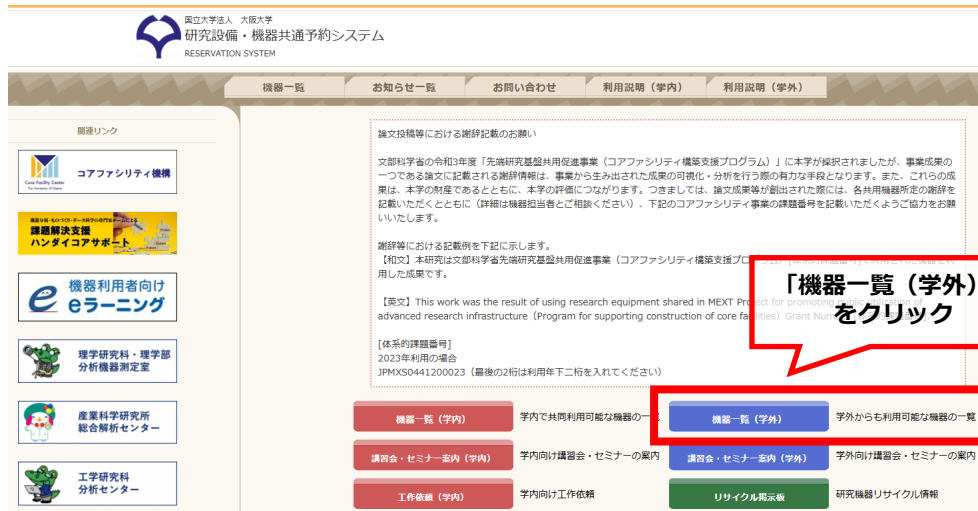 国立大学法人 大阪大学
研究設備・機器共通予約システム
RESERVATION SYSTEM
機器一覧
お知らせ一覧
お問い合わせ
利用説明（学内）
利用説明（学外）
関連リンク
Core Facility Center
コアファシリティ機構
課題解決支援
ハンダイコアサポート
機器利用者向け
eラーニング
理学研究科・理学部
分析機器測定室
産業科学研究所
総合解析センター
工学研究科
分析センター
論文投稿等における謝辞記載のお願い
文部科学省の令和3年度「先端研究基盤共用促進事業（コアファシリティ構築支援プログラム）」に本学が採択されましたが、事業成果の
一つである論文に記載される謝辞情報は、事業から生み出された成果の可視化・分析を行う際の有力な手段となります。また、これらの成
果は、本学の財産であるとともに、本学の評価につながります。つきましては、論文成果等が創出された際には、各共用機器所定の謝辞を
記載いただくとともに（詳細は機器担当者とご相談ください）、下記のコアファシリティ事業の課題番号を記載いただくようご協力をお願
いいたします。
謝辞等における記載例を下記に示します。
【和文】本研究は文部科学省先端研究基盤共用促進事業（コアファシリティ構築支援プロ
用した成果です。
【英文】This work was the result of using research equipment shared in MEXT Project for promoting public utilization of
advanced research infrastructure（Program for supporting construction of core facilities）Grant Num
[体系的課題番号]
2023年利用の場合
JPMXS0441200023（最後の2桁は利用年下二桁を入れてください）
「機器一覧（学外）
をクリック
機器一覧（学内）
学内で共同利用可能な機器の一覧
機器一覧（学外）
学外からも利用可能な機器の一覧
講習会・セミナー案内（学内）
学内向け講習会・セミナーの案内
講習会・セミナー案内（学外）
学外向け講習会・セミナーの案内
工作依頼（学内）
学内向け工作依頼
リサイクル掲示板
研究機器リサイクル情報